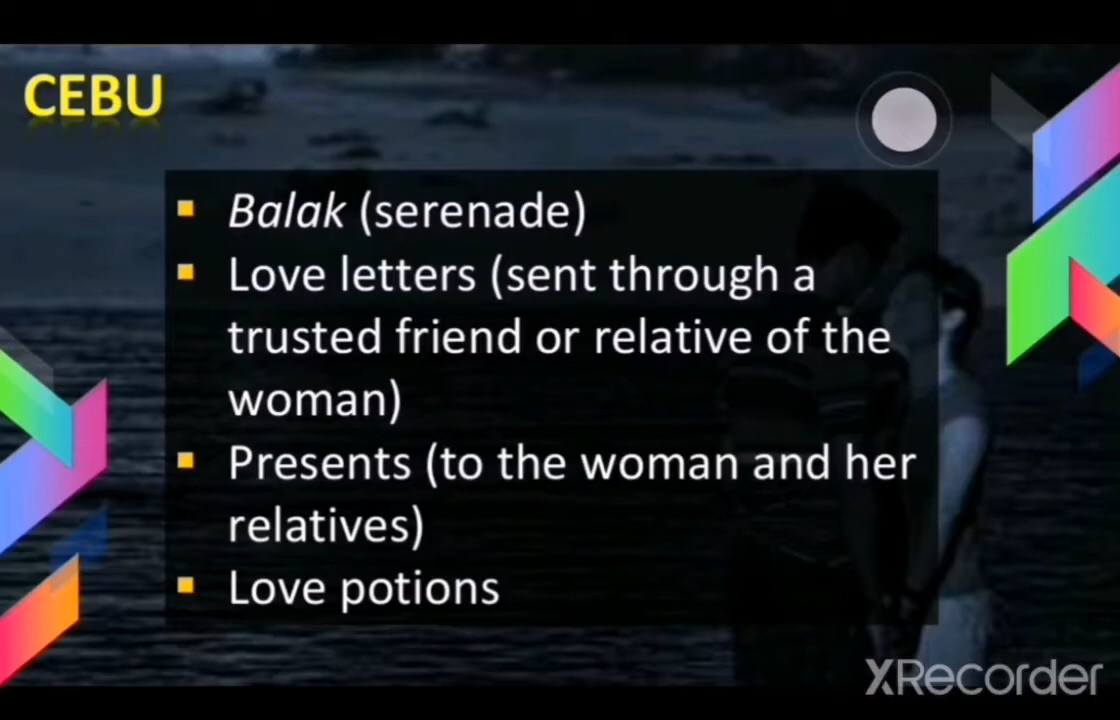 CEBU
▪ Balak (serenade)
▪ Love letters (sent through a
trusted friend or relative of the
woman)
▪ Presents (to the woman and her
relatives)
▪ Love potions
XRecorder